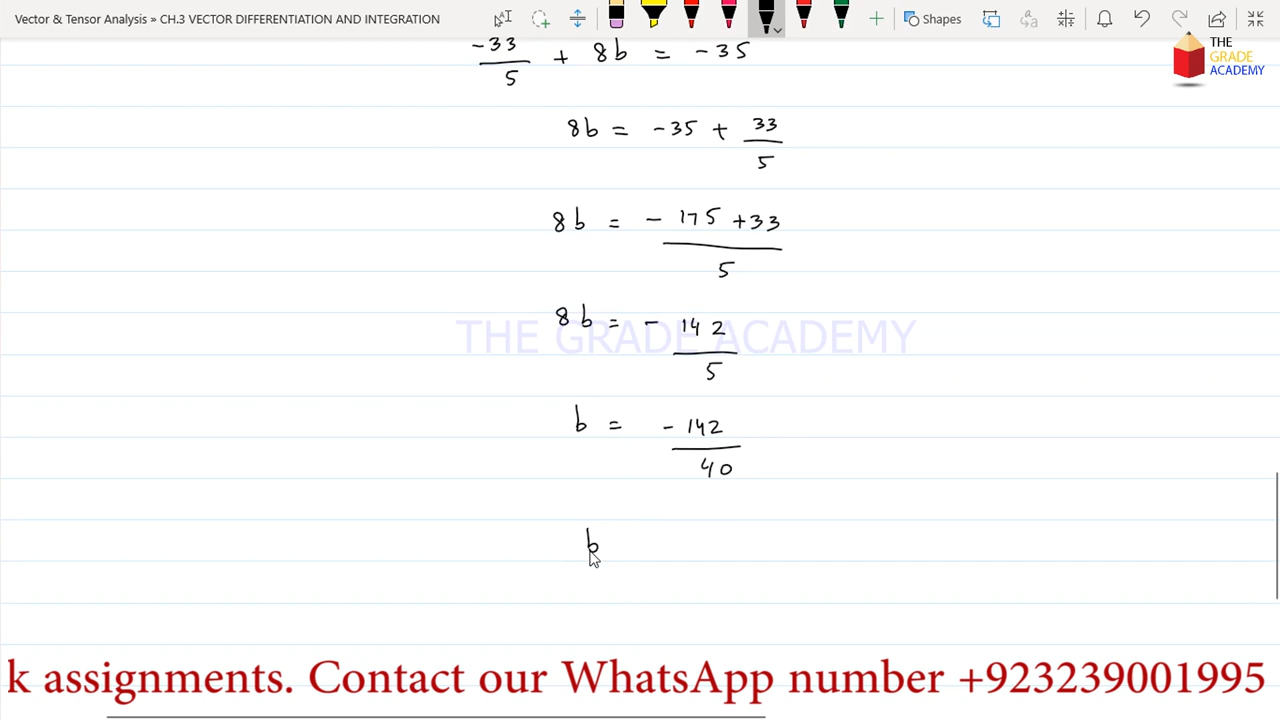 Vector & Tensor Analysis » CH.3 VECTOR DIFFERENTIATION AND INTEGRATION
Shapes
THE
GRADE
ACADEMY
-33/5 + 8b = -35
8b = -35 + 33/5
8b = - 175 +33/5
8b = - 142/5
THE GRADE ACADEMY
b = - 142/40
b
k assignments. Contact our WhatsApp number +923239001995